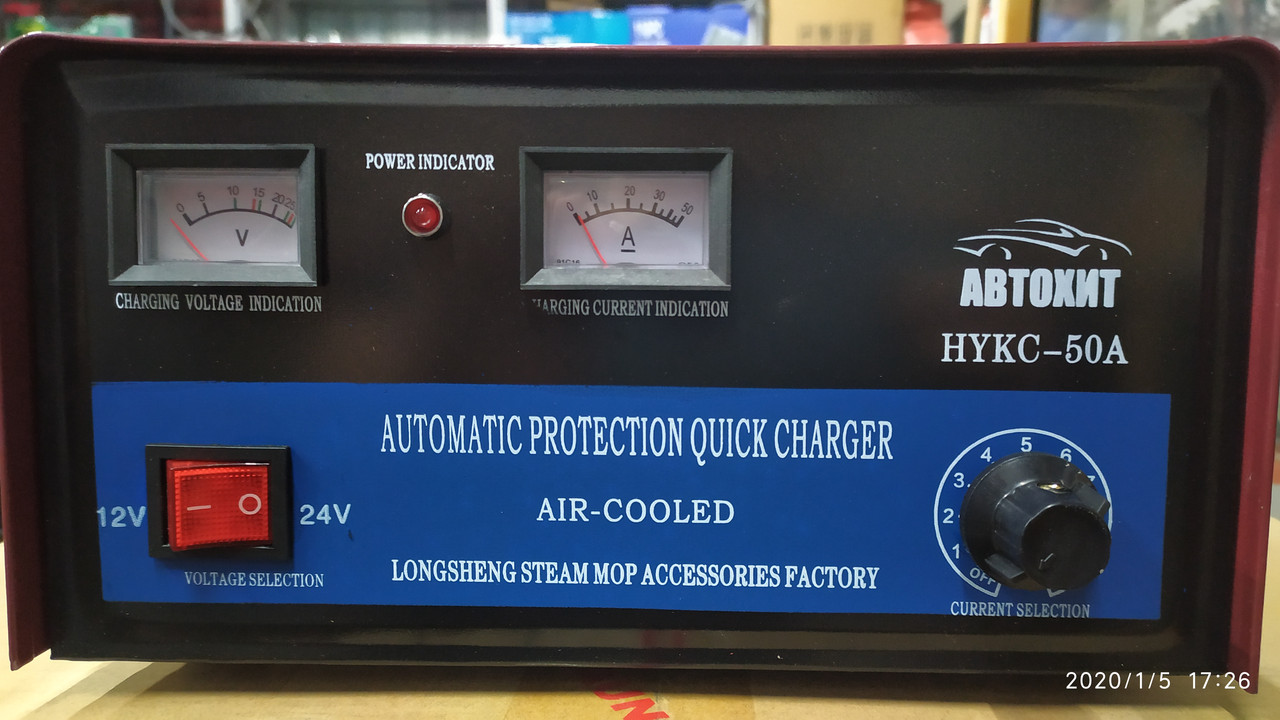 POWER INDICATOR
0 5 10 15 20 25
V
0 10 20 30 50
A
CHARGING VOLTAGE INDICATION
HARGING CURRENT INDICATION
АВТОХИТ
HYKC-50A
AUTOMATIC PROTECTION QUICK CHARGER
AIR-COOLED
LONGSHENG STEAM MOP ACCESSORIES FACTORY
12V
24V
VOLTAGE SELECTION
OFF 1 2 3 4 5 6
CURRENT SELECTION
2020/1/5 17:26